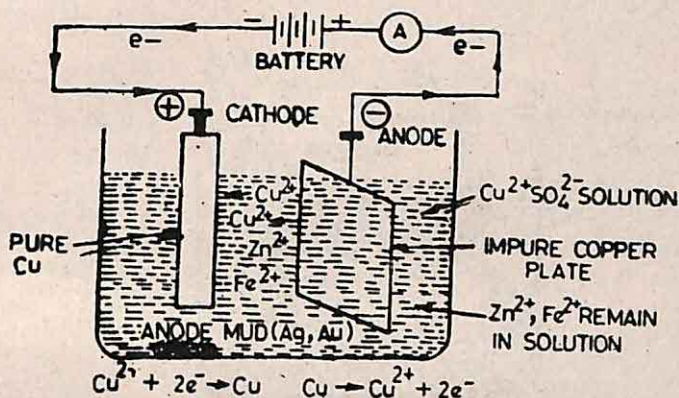 − +
e− A e−
BATTERY
+ CATHODE − ANODE
Cu²⁺
Cu²⁺
Zn²⁺
Fe²⁺
PURE
Cu
Cu²⁺SO₄²⁻ SOLUTION
IMPURE COPPER
PLATE
Zn²⁺, Fe²⁺ REMAIN
IN SOLUTION
ANODE MUD (Ag, Au)
Cu²⁺ + 2e⁻ → Cu Cu → Cu²⁺ + 2e⁻